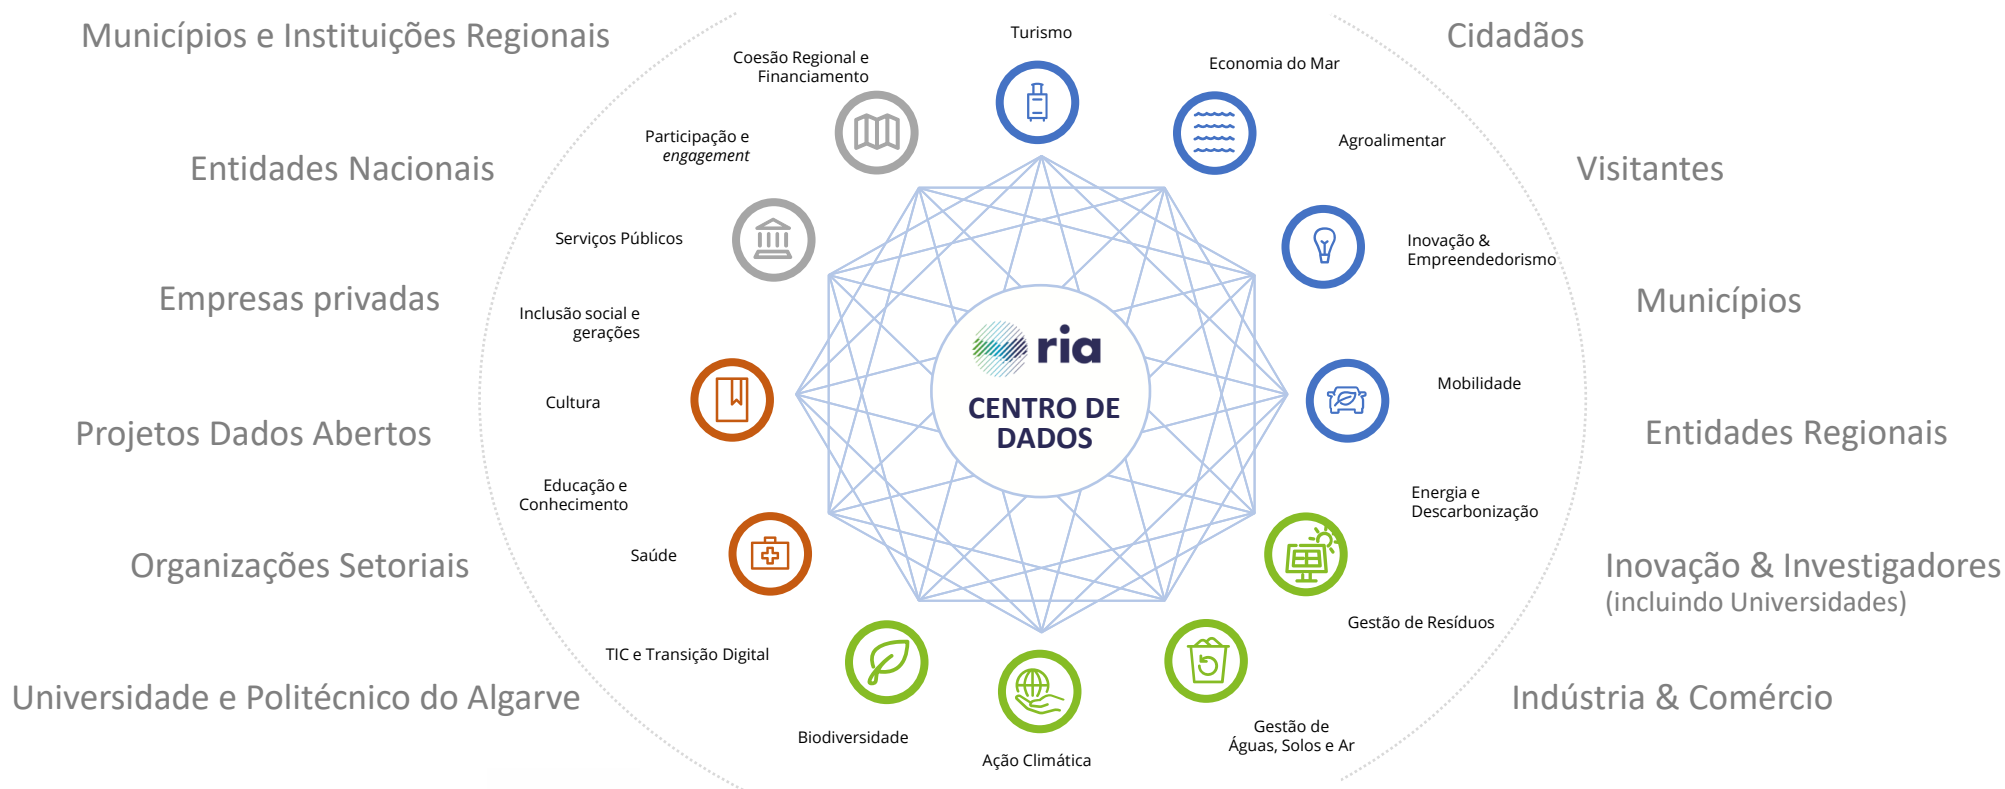 Municípios e Instituições Regionais
Entidades Nacionais
Empresas privadas
Projetos Dados Abertos
Organizações Setoriais
Universidade e Politécnico do Algarve
Turismo
Economia do Mar
Agroalimentar
Inovação &
Empreendedorismo
Mobilidade
Energia e
Descarbonização
Gestão de Resíduos
Gestão de
Águas, Solos e Ar
Ação Climática
Biodiversidade
TIC e Transição Digital
Saúde
Educação e
Conhecimento
Cultura
Inclusão social e
gerações
Serviços Públicos
Participação e
engagement
Coesão Regional e
Financiamento
ria
CENTRO DE
DADOS
Cidadãos
Visitantes
Municípios
Entidades Regionais
Inovação & Investigadores
(incluindo Universidades)
Indústria & Comércio